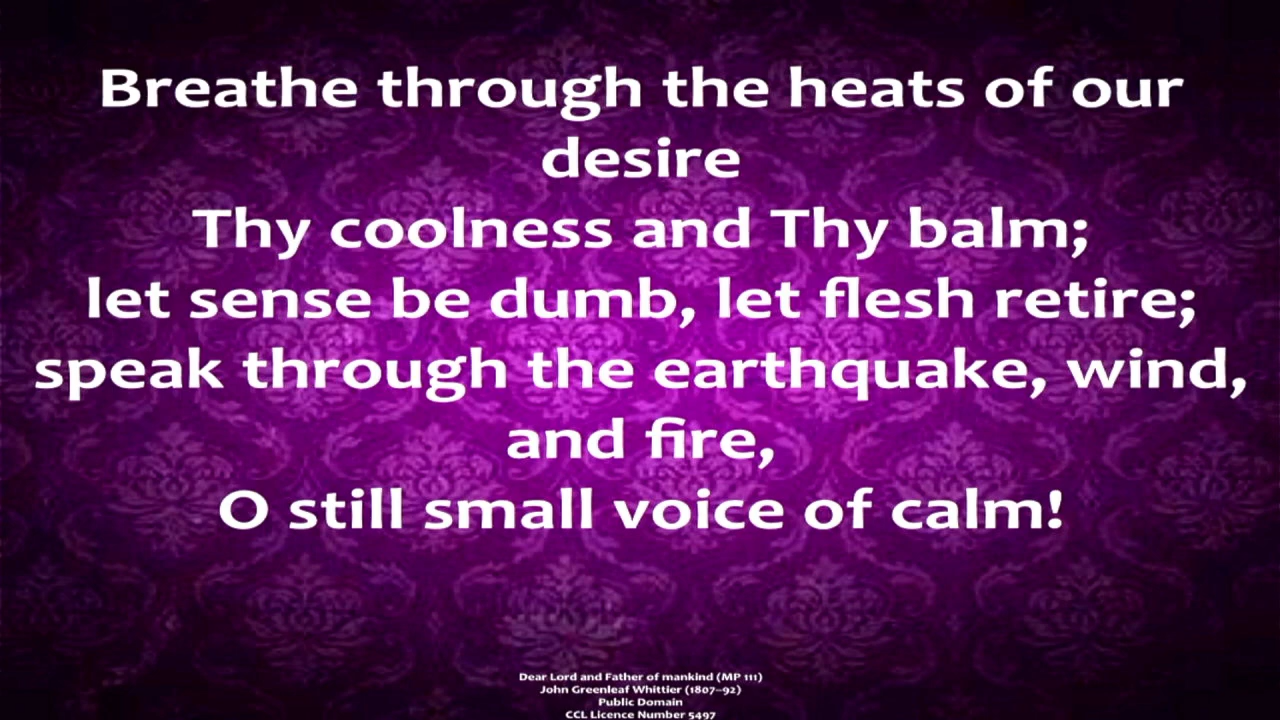 Breathe through the heats of our
desire
Thy coolness and Thy balm;
let sense be dumb, let flesh retire;
speak through the earthquake, wind,
and fire,
O still small voice of calm!
Dear Lord and Father of mankind (MP 111)
John Greenleaf Whittier (1807–92)
Public Domain
CCL Licence Number 5497